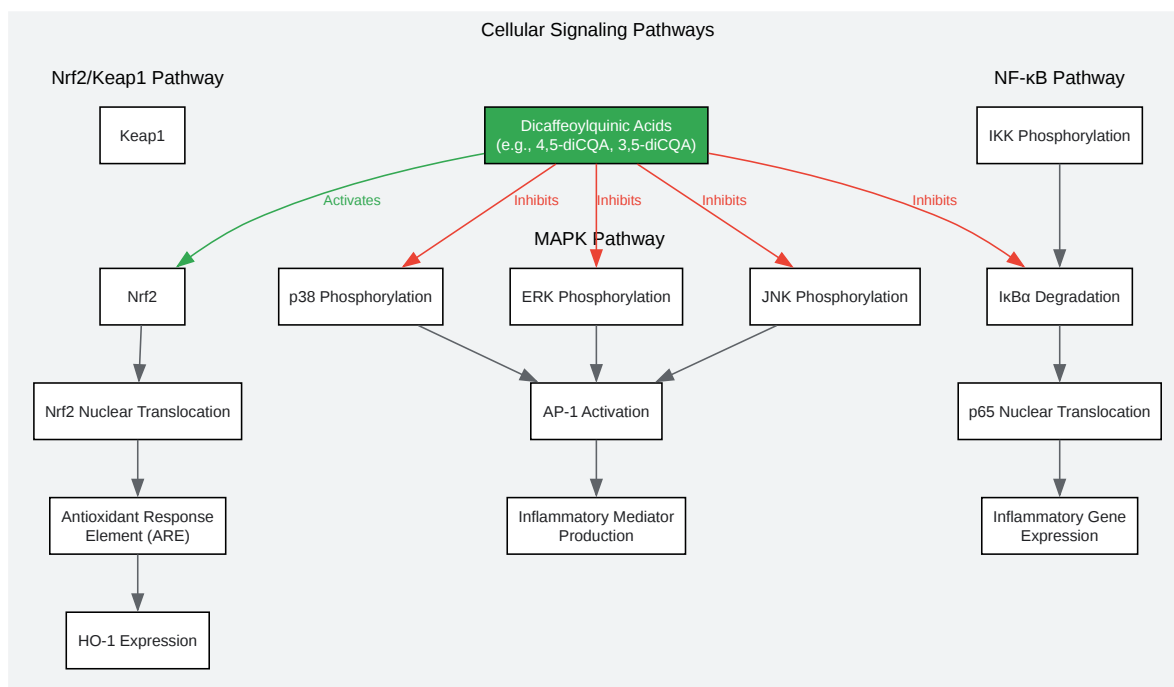 Cellular Signaling Pathways
Nrf2/Keap1 Pathway
NF-κB Pathway
Keap1
Dicaffeoylquinic Acids
(e.g., 4,5-diCQA, 3,5-diCQA)
IKK Phosphorylation
Activates
Inhibits
Inhibits
Inhibits
Inhibits
MAPK Pathway
Nrf2
p38 Phosphorylation
ERK Phosphorylation
JNK Phosphorylation
IκBα Degradation
Nrf2 Nuclear Translocation
AP-1 Activation
p65 Nuclear Translocation
Antioxidant Response
Element (ARE)
Inflammatory Mediator
Production
Inflammatory Gene
Expression
HO-1 Expression